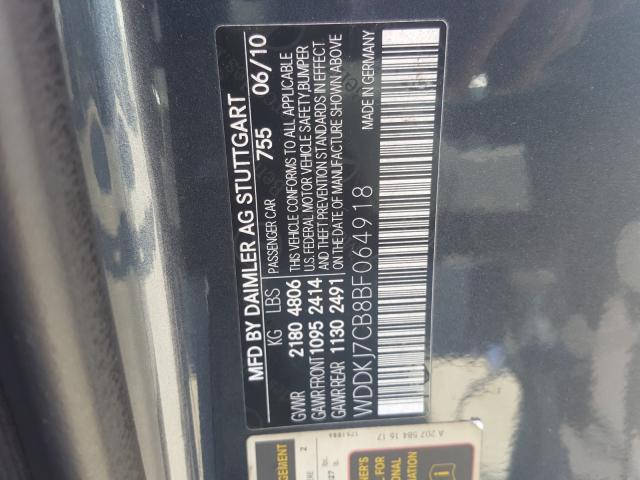 MFD BY DAIMLER AG STUTTGART
755 06/10
KG LBS PASSENGER CAR
GVWR 2180 4806
GAWR FRONT 1095 2414
GAWR REAR 1130 2491
THIS VEHICLE CONFORMS TO ALL APPLICABLE
U.S. FEDERAL MOTOR VEHICLE SAFETY, BUMPER
AND THEFT PREVENTION STANDARDS IN EFFECT
ON THE DATE OF MANUFACTURE SHOWN ABOVE
WDDKJ7CB8BF064918 MADE IN GERMANY
A 207 584 16 17